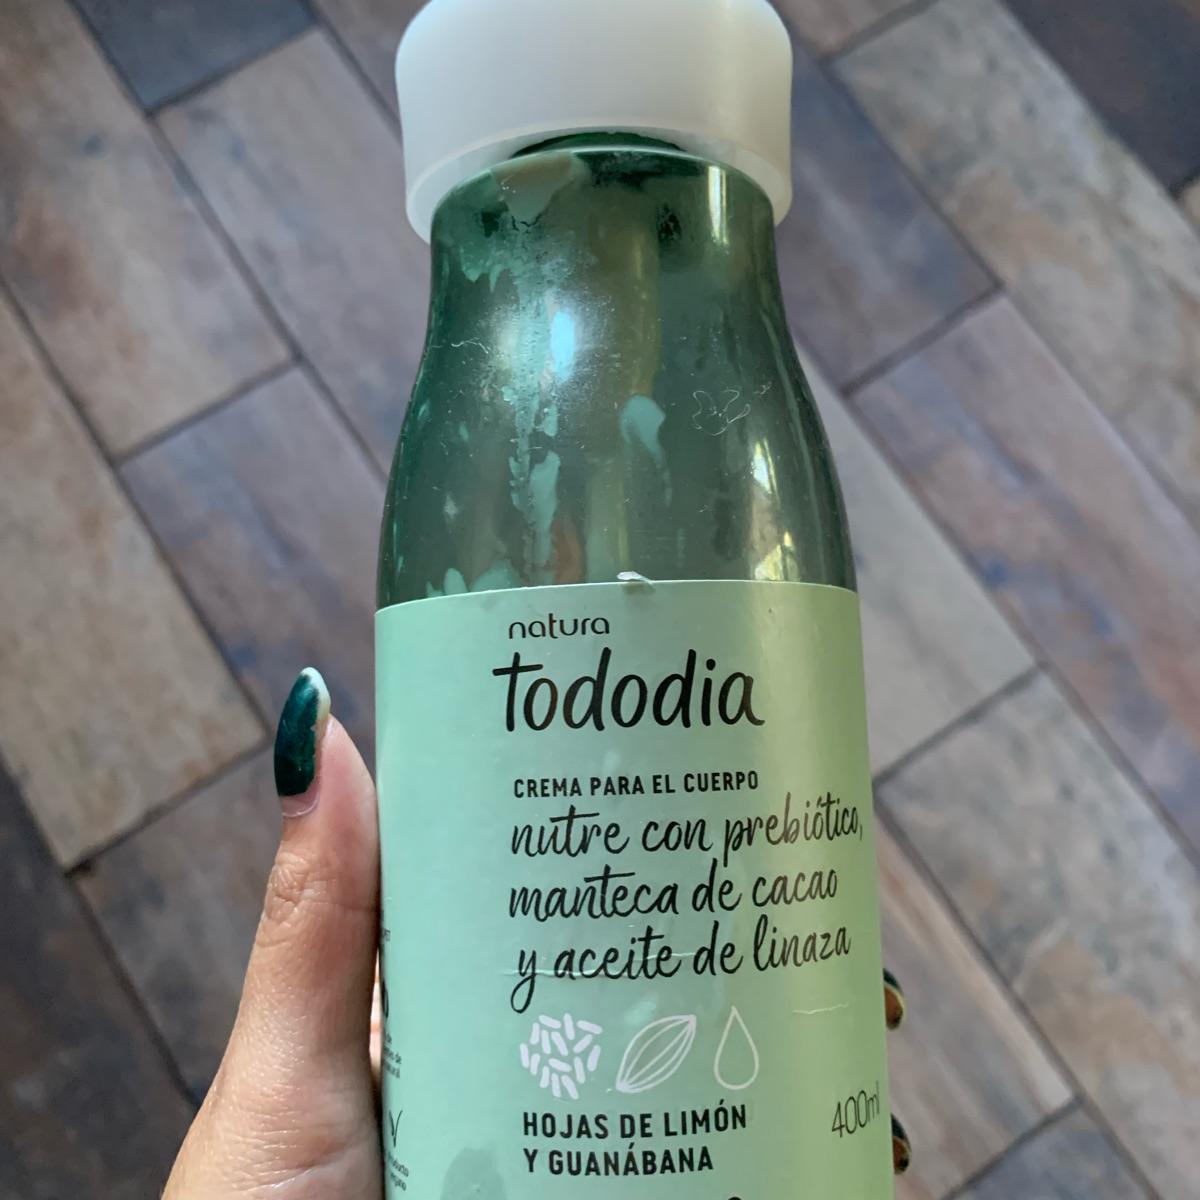 natura
Tododia
CREMA PARA EL CUERPO
nutre con prebiótico,
manteca de cacao
y aceite de linaza
HOJAS DE LIMÓN
Y GUANÁBANA
400ml